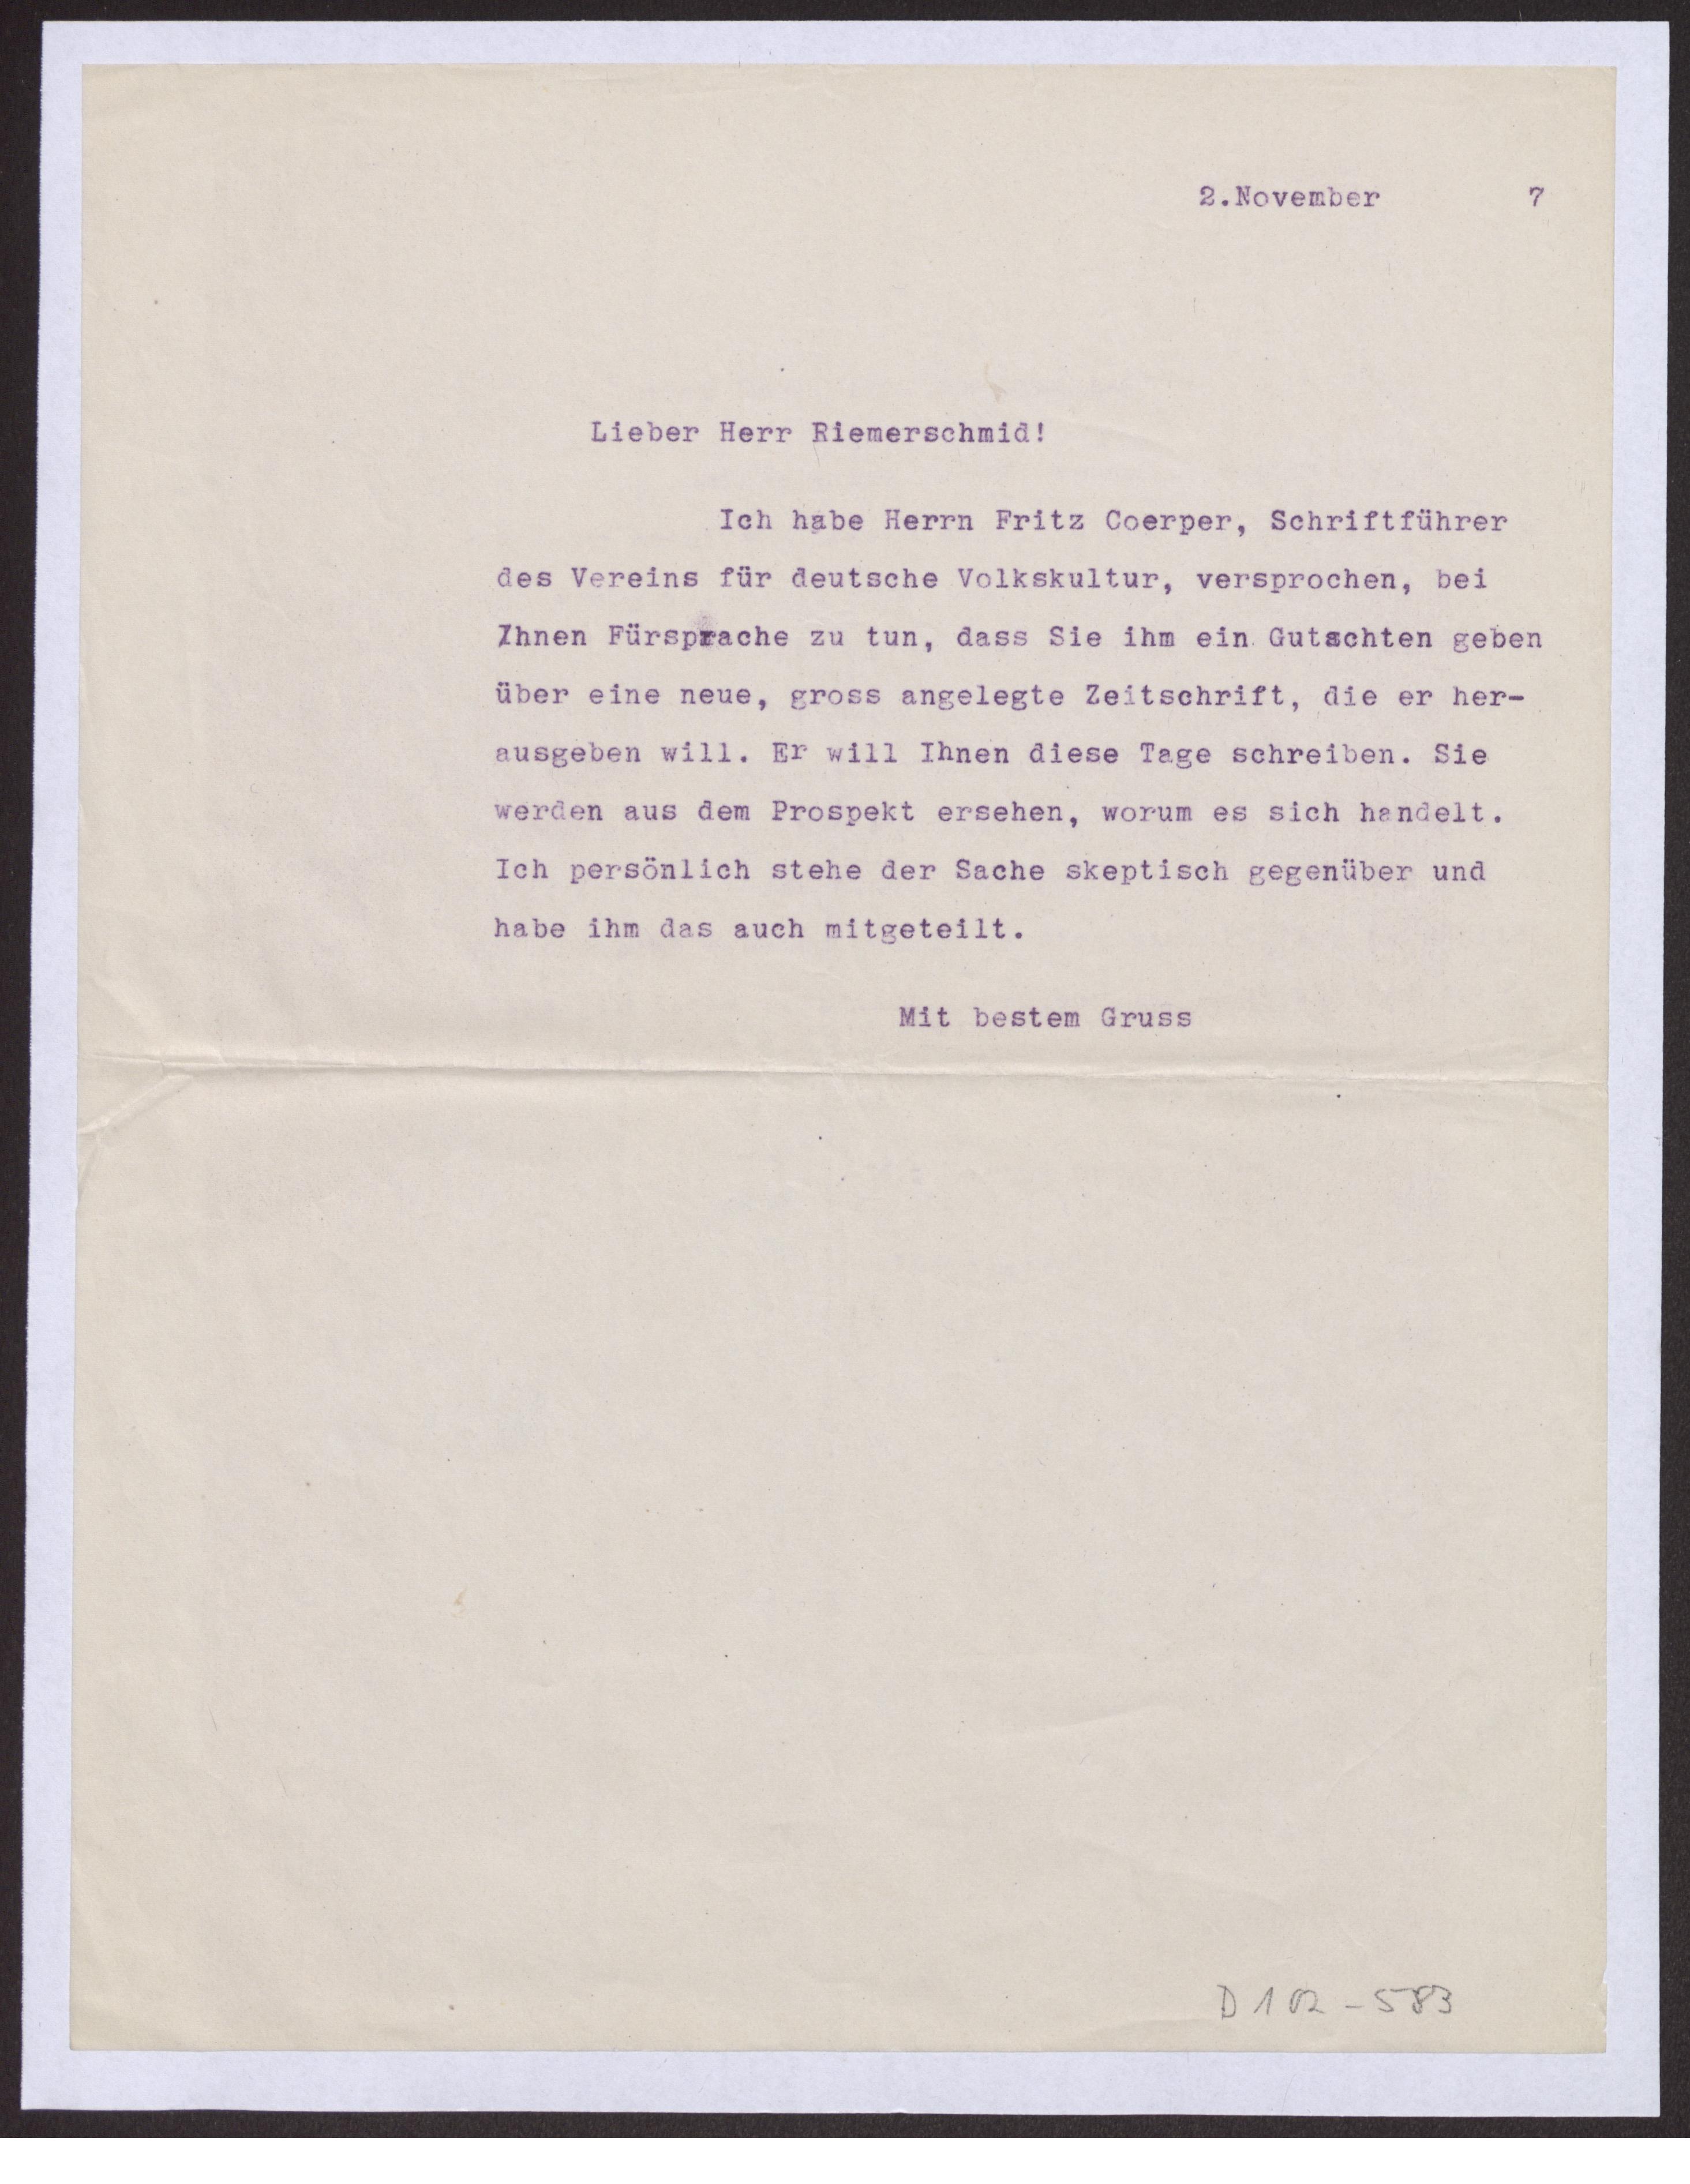 2.November 7
Lieber Herr Riemerschmid!
Ich habe Herrn Fritz Coerper, Schriftführer
des Vereins für deutsche Volkskultur, versprochen, bei
Ihnen Fürsprache zu tun, dass Sie ihm ein Gutachten geben
über eine neue, gross angelegte Zeitschrift, die er her-
ausgeben will. Er will Ihnen diese Tage schreiben. Sie
werden aus dem Prospekt ersehen, worum es sich handelt.
Ich persönlich stehe der Sache skeptisch gegenüber und
habe ihm das auch mitgeteilt.
Mit bestem Gruss
D 102 - 583